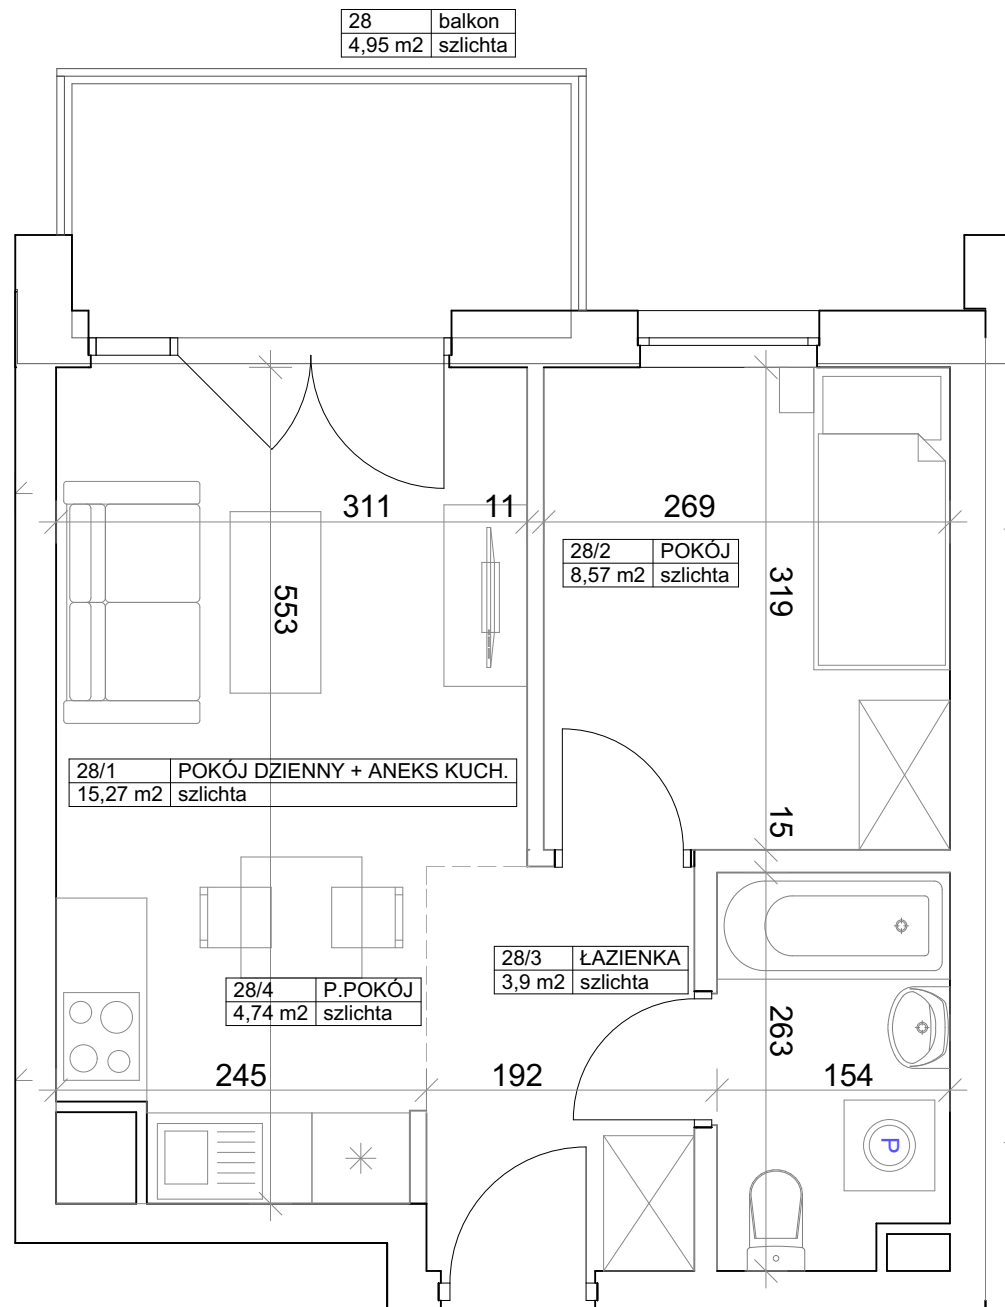 28 balkon
4,95 m2 szlichta
311 11 269
28/2 POKÓJ
8,57 m2 szlichta
553
319
28/1 POKÓJ DZIENNY + ANEKS KUCH.
15,27 m2 szlichta
15
28/3 ŁAZIENKA
3,9 m2 szlichta
28/4 P.POKÓJ
4,74 m2 szlichta
263
245 192 154
P